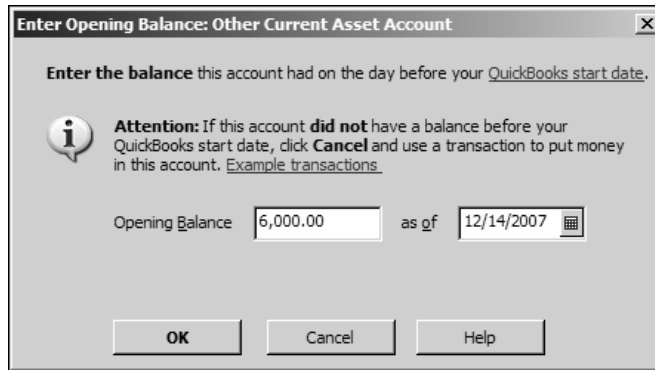 Enter Opening Balance: Other Current Asset Account
Enter the balance this account had on the day before your QuickBooks start date.
Attention: If this account did not have a balance before your
QuickBooks start date, click Cancel and use a transaction to put money
in this account. Example transactions
Opening Balance 6,000.00 as of 12/14/2007
OK Cancel Help